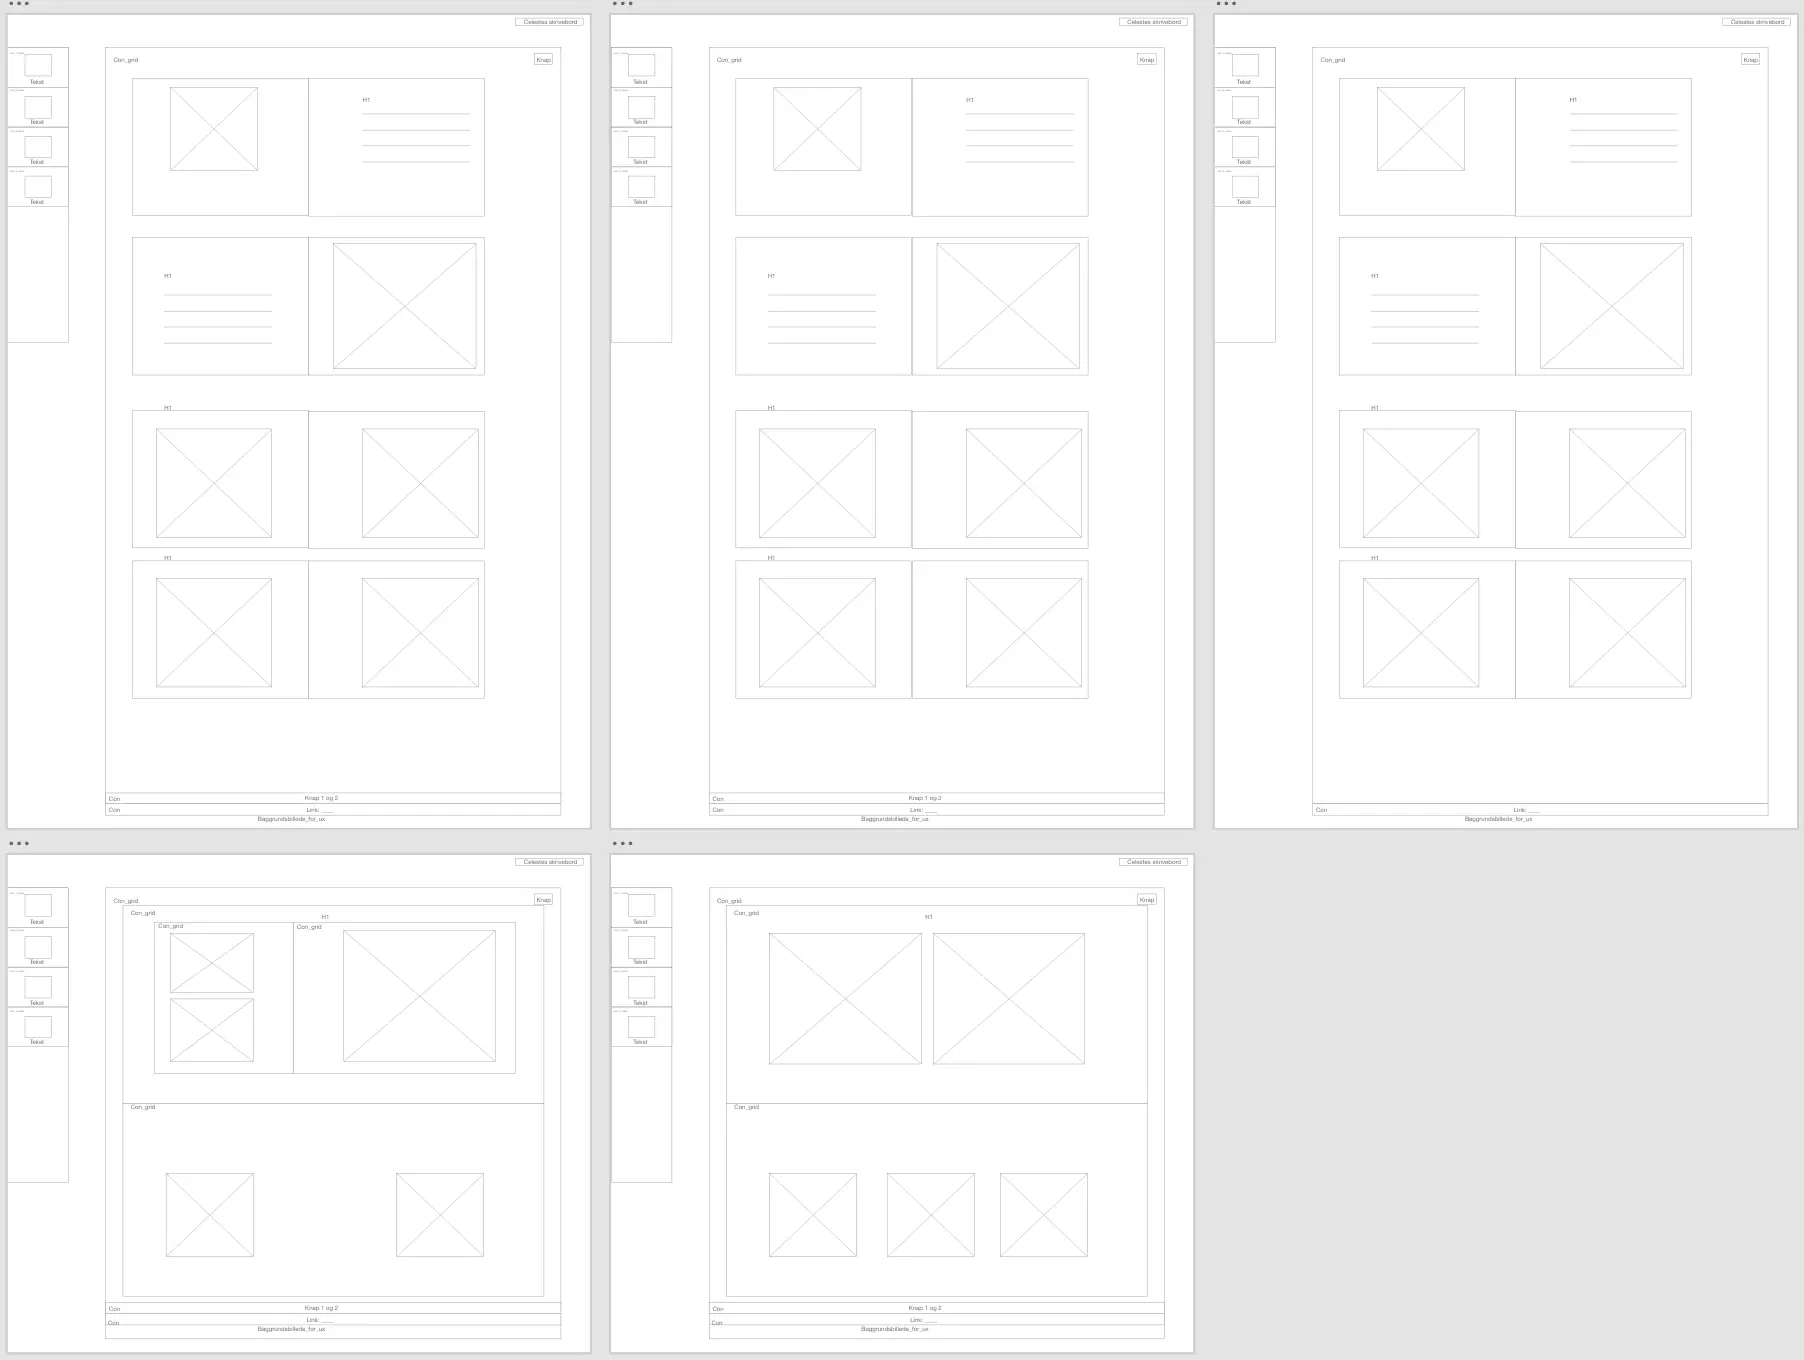 Celestes skrivebord
Con_grid
Knap
Tekst
Tekst
Tekst
Tekst
H1
H1
H1
H1
Con
Knap 1 og 2
Con
Link: ____
Baggrundsbillede_for_ux
Celestes skrivebord
Con_grid
Knap
Tekst
Tekst
Tekst
Tekst
H1
H1
H1
H1
Con
Knap 1 og 2
Con
Link: ____
Baggrundsbillede_for_ux
Celestes skrivebord
Con_grid
Knap
Tekst
Tekst
Tekst
Tekst
H1
H1
H1
H1
Con
Link: ____
Baggrundsbillede_for_ux
Celestes skrivebord
Con_grid
Knap
Con_grid
H1
Con_grid
Con_grid
Tekst
Tekst
Tekst
Tekst
Con_grid
Con
Knap 1 og 2
Con
Link: ____
Baggrundsbillede_for_ux
Celestes skrivebord
Con_grid
Knap
Con_grid
H1
Tekst
Tekst
Tekst
Tekst
Con_grid
Con
Knap 1 og 2
Con
Link: ____
Baggrundsbillede_for_ux